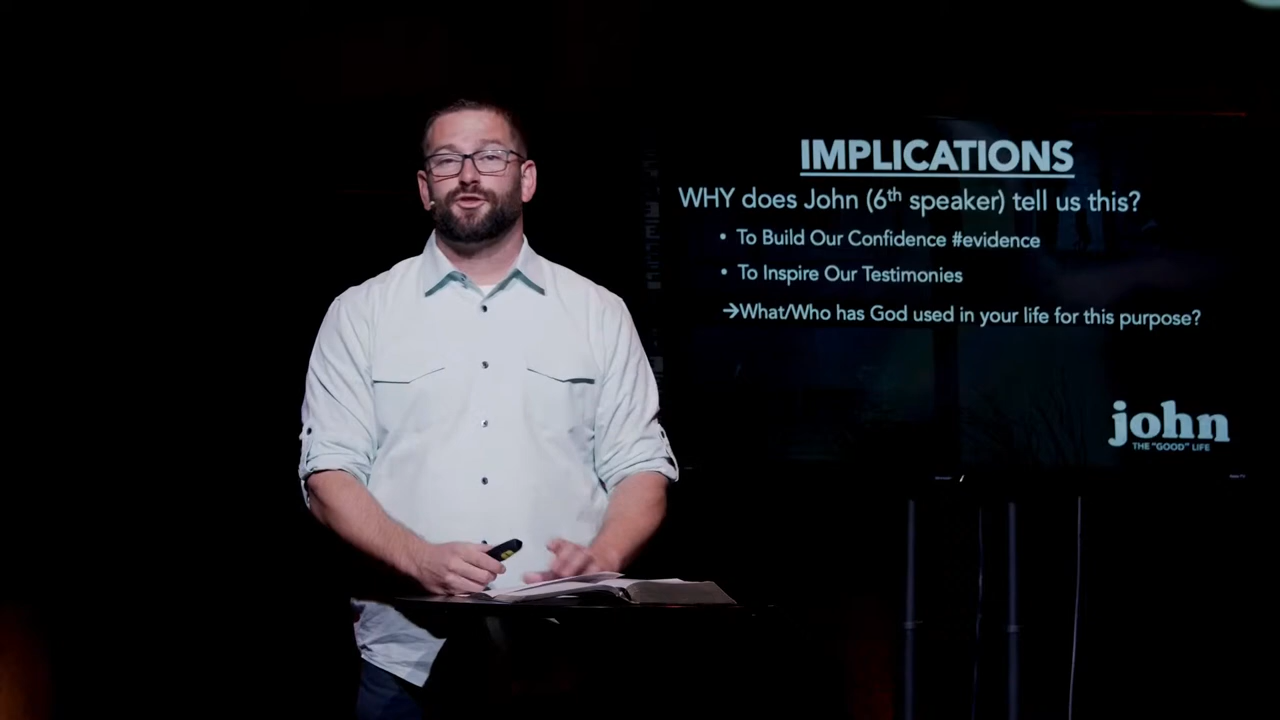 IMPLICATIONS
WHY does John (6th speaker) tell us this?
• To Build Our Confidence #evidence
• To Inspire Our Testimonies
→What/Who has God used in your life for this purpose?
john
THE "GOOD" LIFE